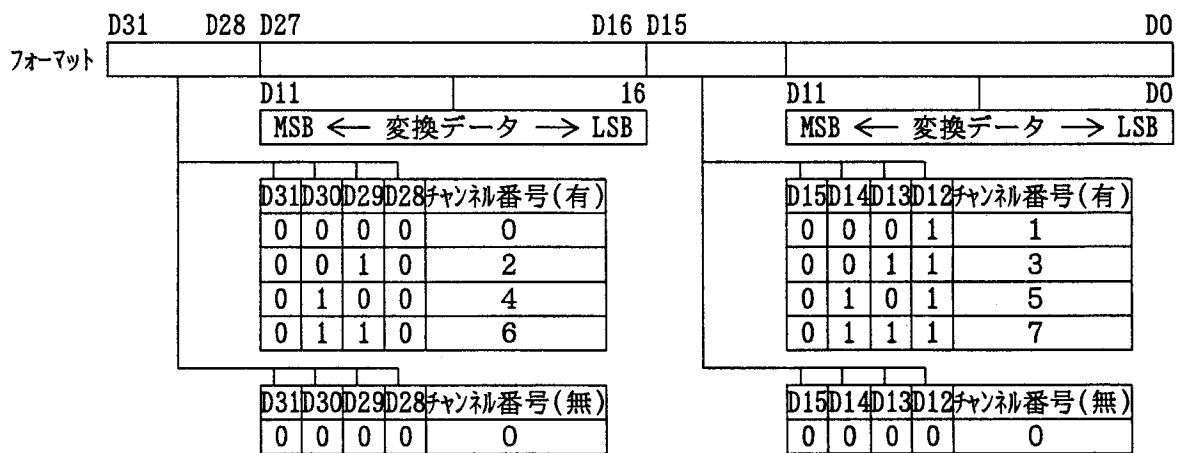 D31 D28 D27 D16 D15 D0
フォーマット
D11 16 D11 D0
MSB ← 変換データ → LSB MSB ← 変換データ → LSB
D31 D30 D29 D28 チャンネル番号(有) D15 D14 D13 D12 チャンネル番号(有)
0 0 0 0 0 0 0 0 1 1
0 0 1 0 2 0 0 1 1 3
0 1 0 0 4 0 1 0 1 5
0 1 1 0 6 0 1 1 1 7
D31 D30 D29 D28 チャンネル番号(無) D15 D14 D13 D12 チャンネル番号(無)
0 0 0 0 0 0 0 0 0 0